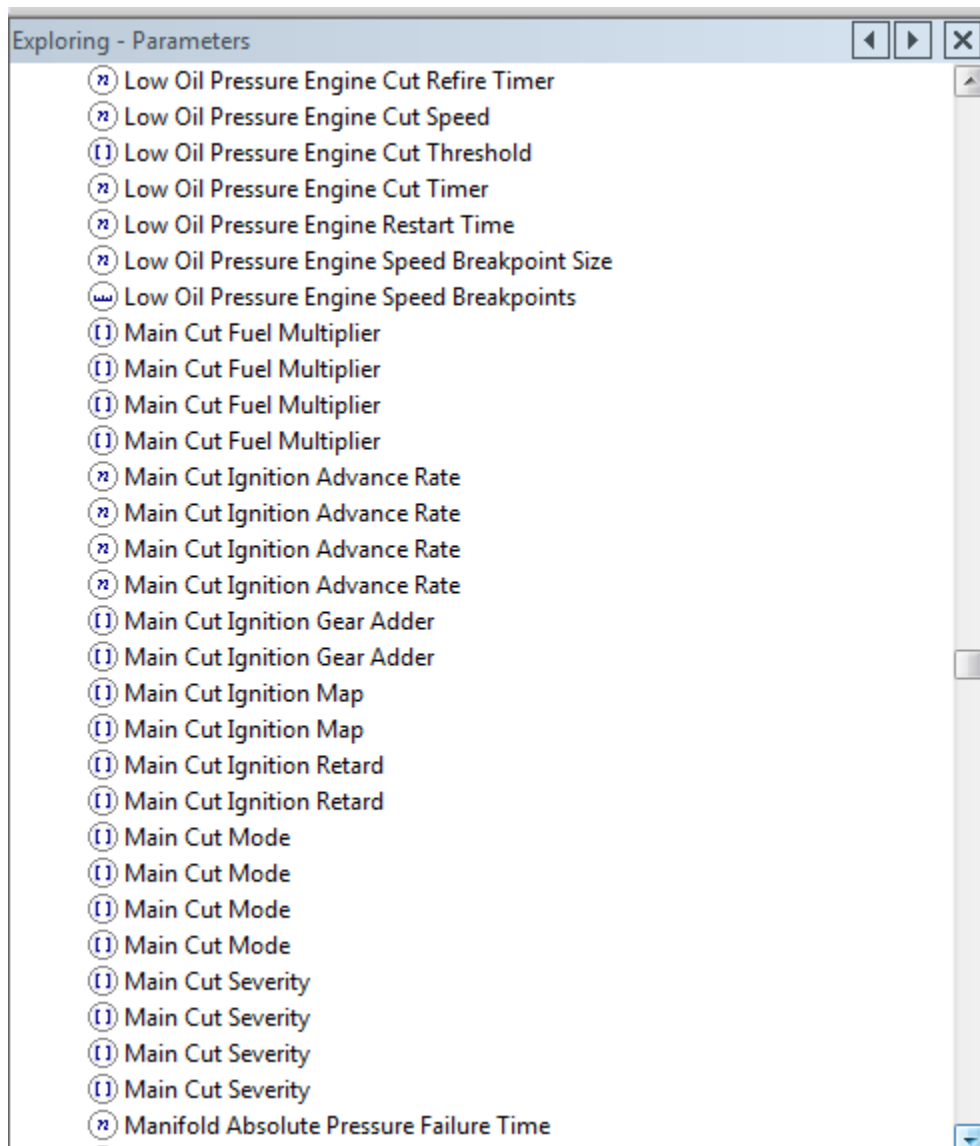 Exploring - Parameters
Low Oil Pressure Engine Cut Refire Timer
Low Oil Pressure Engine Cut Speed
Low Oil Pressure Engine Cut Threshold
Low Oil Pressure Engine Cut Timer
Low Oil Pressure Engine Restart Time
Low Oil Pressure Engine Speed Breakpoint Size
Low Oil Pressure Engine Speed Breakpoints
Main Cut Fuel Multiplier
Main Cut Fuel Multiplier
Main Cut Fuel Multiplier
Main Cut Fuel Multiplier
Main Cut Ignition Advance Rate
Main Cut Ignition Advance Rate
Main Cut Ignition Advance Rate
Main Cut Ignition Advance Rate
Main Cut Ignition Gear Adder
Main Cut Ignition Gear Adder
Main Cut Ignition Map
Main Cut Ignition Map
Main Cut Ignition Retard
Main Cut Ignition Retard
Main Cut Mode
Main Cut Mode
Main Cut Mode
Main Cut Mode
Main Cut Severity
Main Cut Severity
Main Cut Severity
Main Cut Severity
Manifold Absolute Pressure Failure Time